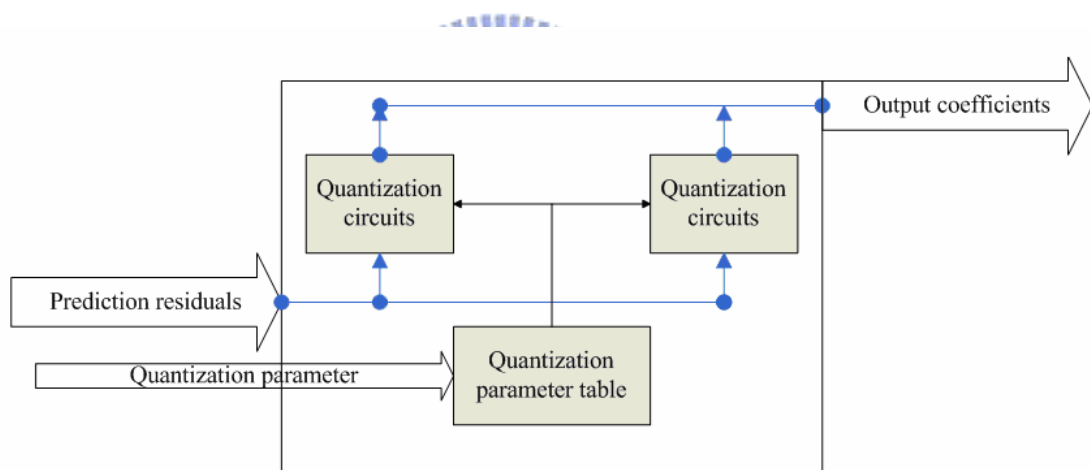 Output coefficients
Quantization
circuits
Quantization
circuits
Prediction residuals
Quantization parameter
Quantization
parameter table